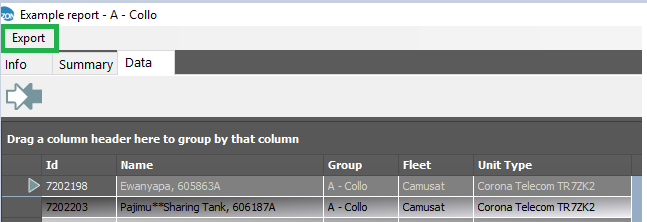 ZON Example report - A - Collo
Export
Info Summary Data
Drag a column header here to group by that column
Id Name Group Fleet Unit Type
7202198 Ewanyapa, 605863A A - Collo Camusat Corona Telecom TR7ZK2
7202203 Pajimu**Sharing Tank, 606187A A - Collo Camusat Corona Telecom TR7ZK2